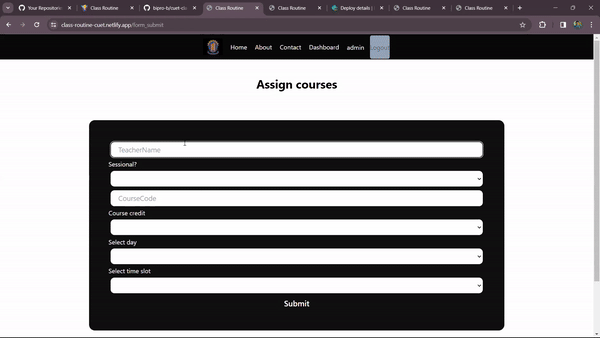 Your Repositorie
Class Routine
bipro-b/cuet-cla
Class Routine
Class Routine
Deploy details |
Class Routine
Class Routine
class-routine-cuet.netlify.app/form_submit
Home About Contact Dashboard admin Logout
Assign courses
TeacherName
Sessional?
CourseCode
Course credit
Select day
Select time slot
Submit